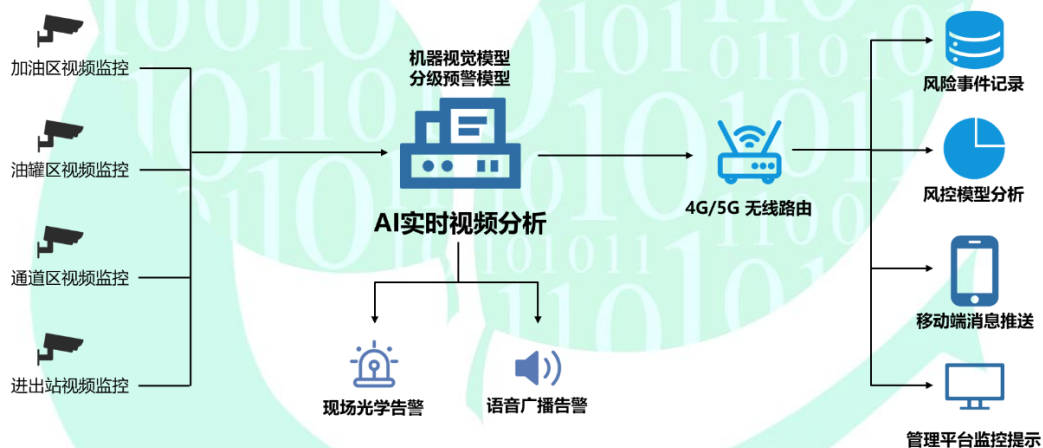 加油区视频监控
油罐区视频监控
通道区视频监控
进出站视频监控
机器视觉模型
分级预警模型
AI实时视频分析
现场光学告警
语音广播告警
4G/5G 无线路由
风险事件记录
风控模型分析
移动端消息推送
管理平台监控提示